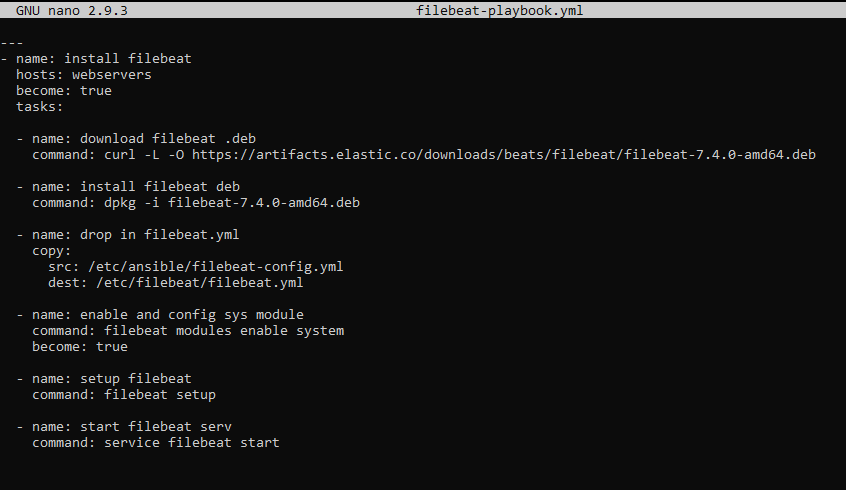 GNU nano 2.9.3 filebeat-playbook.yml
---
- name: install filebeat
hosts: webservers
become: true
tasks:
- name: download filebeat .deb
command: curl -L -O https://artifacts.elastic.co/downloads/beats/filebeat/filebeat-7.4.0-amd64.deb
- name: install filebeat deb
command: dpkg -i filebeat-7.4.0-amd64.deb
- name: drop in filebeat.yml
copy:
src: /etc/ansible/filebeat-config.yml
dest: /etc/filebeat/filebeat.yml
- name: enable and config sys module
command: filebeat modules enable system
become: true
- name: setup filebeat
command: filebeat setup
- name: start filebeat serv
command: service filebeat start